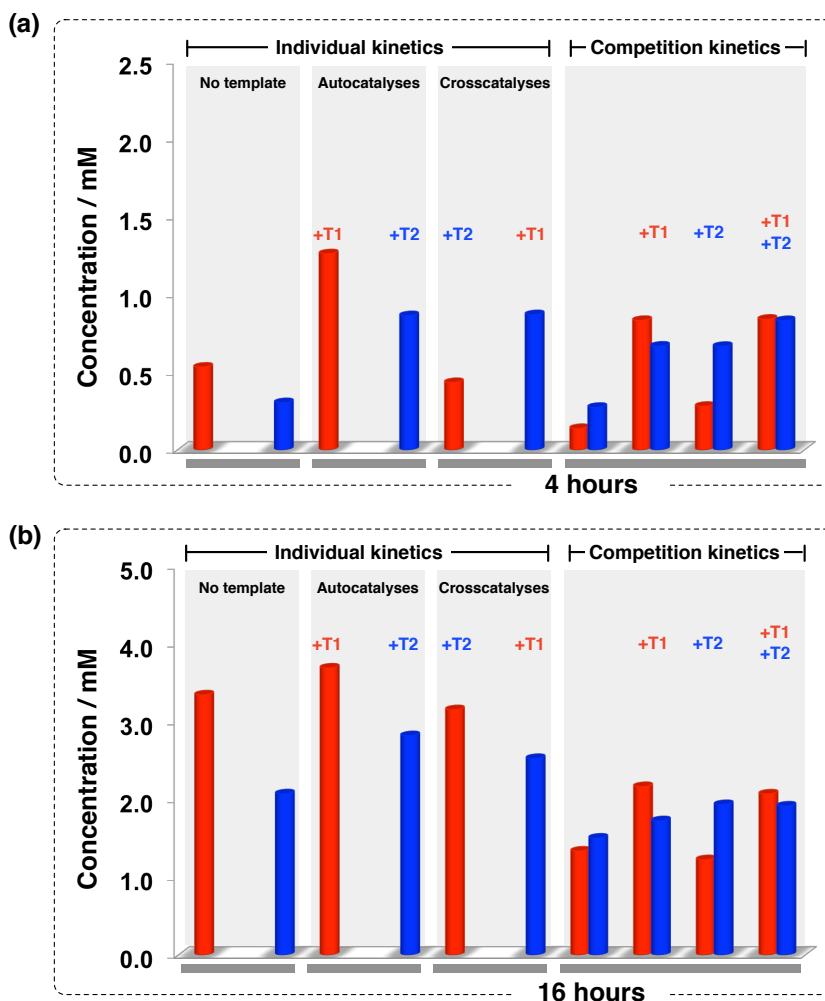 (a)
Individual kinetics
Competition kinetics
No template
Autocatalyses
Crosscatalyses
Concentration / mM
2.5
2.0
1.5
1.0
0.5
0.0
+T1
+T2
+T2
+T1
+T1
+T2
+T1
+T2
4 hours
(b)
Individual kinetics
Competition kinetics
No template
Autocatalyses
Crosscatalyses
Concentration / mM
5.0
4.0
3.0
2.0
1.0
0.0
+T1
+T2
+T2
+T1
+T1
+T2
+T1
+T2
16 hours